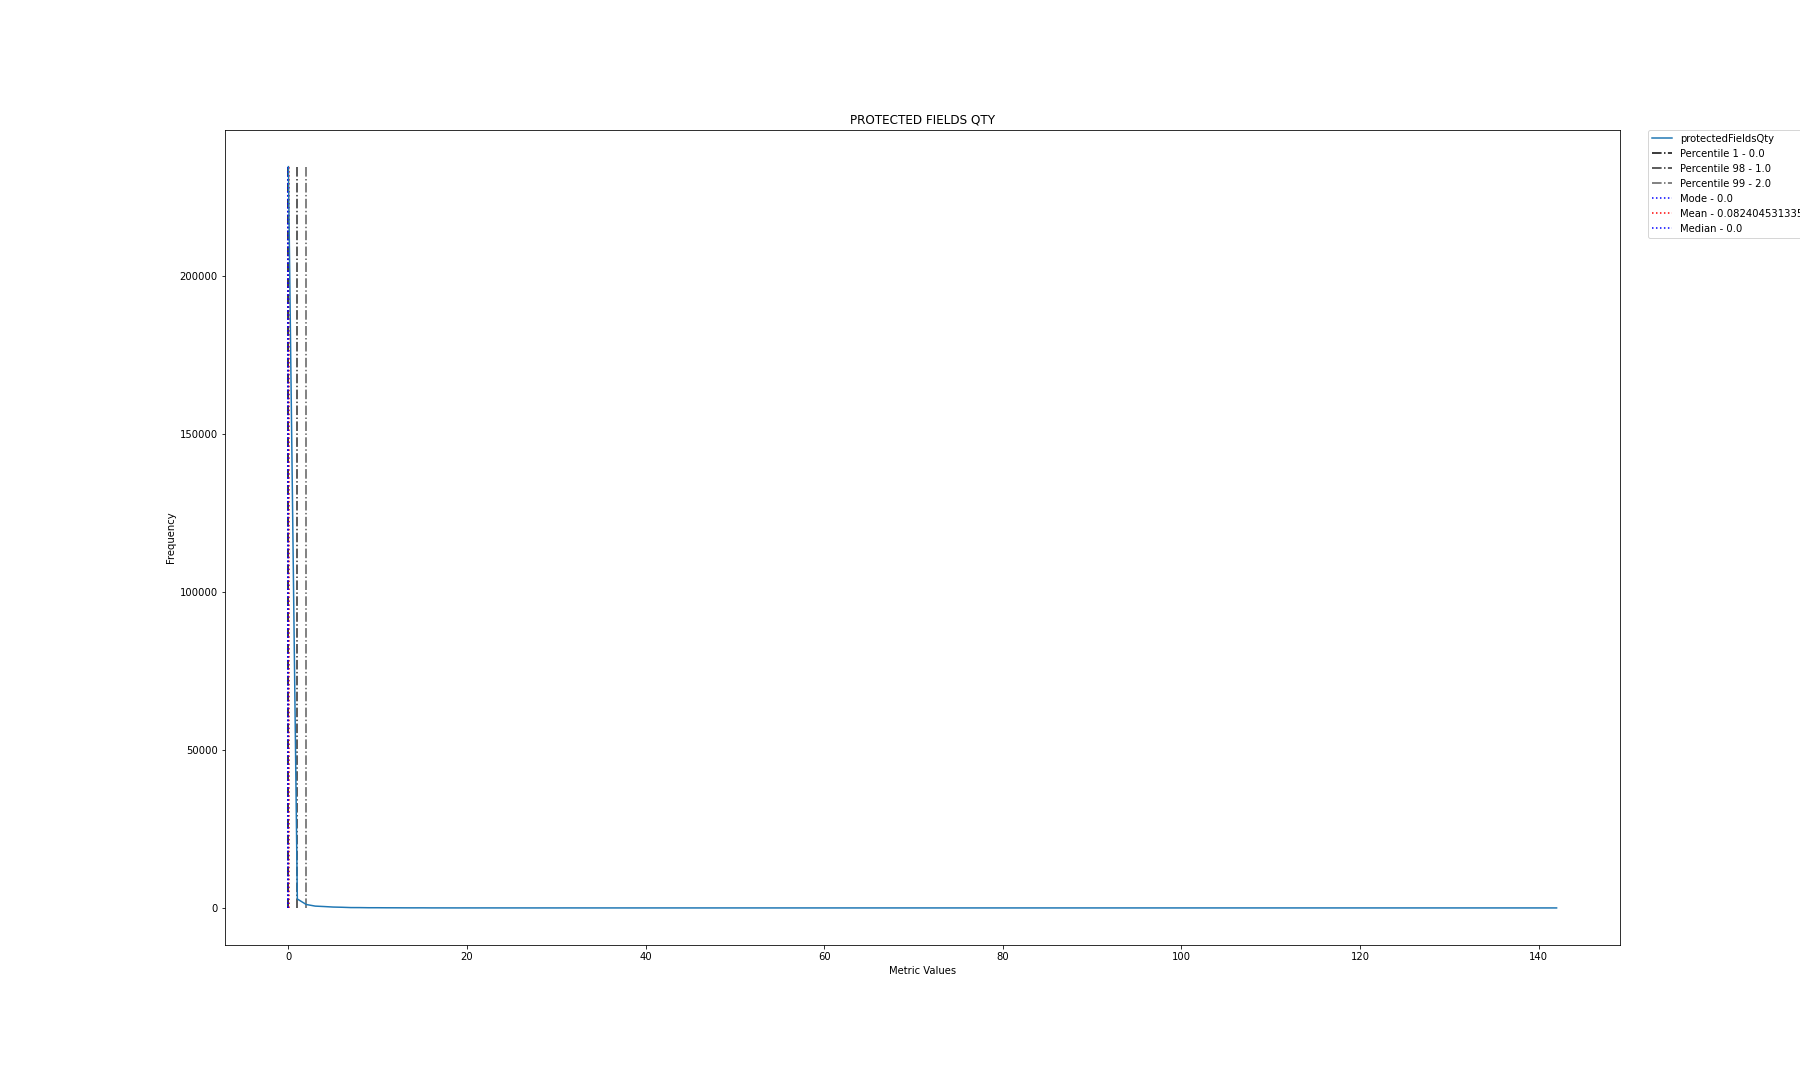 PROTECTED FIELDS QTY
protectedFieldsQty
Percentile 1 - 0.0
Percentile 98 - 1.0
Percentile 99 - 2.0
Mode - 0.0
Mean - 0.082404531335
Median - 0.0
Frequency
200000
150000
100000
50000
0
0 20 40 60 80 100 120 140
Metric Values